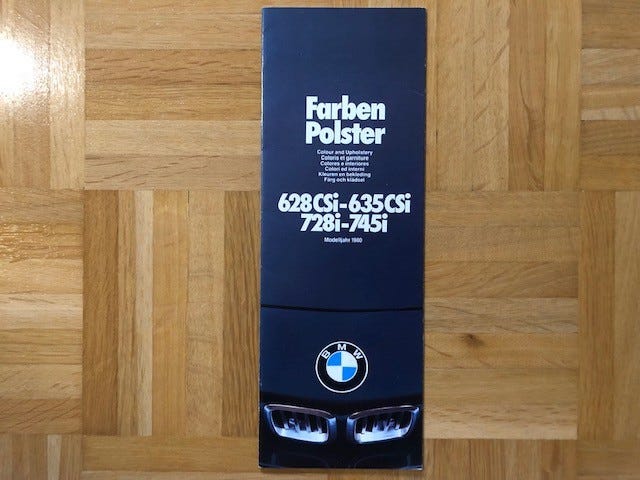 Farben
Polster
Colour and Upholstery
Coloris et garniture
Colores e interiores
Colori ed interni
Kleuren en bekleding
Färg och klädsel
628CSi-635CSi
728i-745i
Modelljahr 1980
BMW